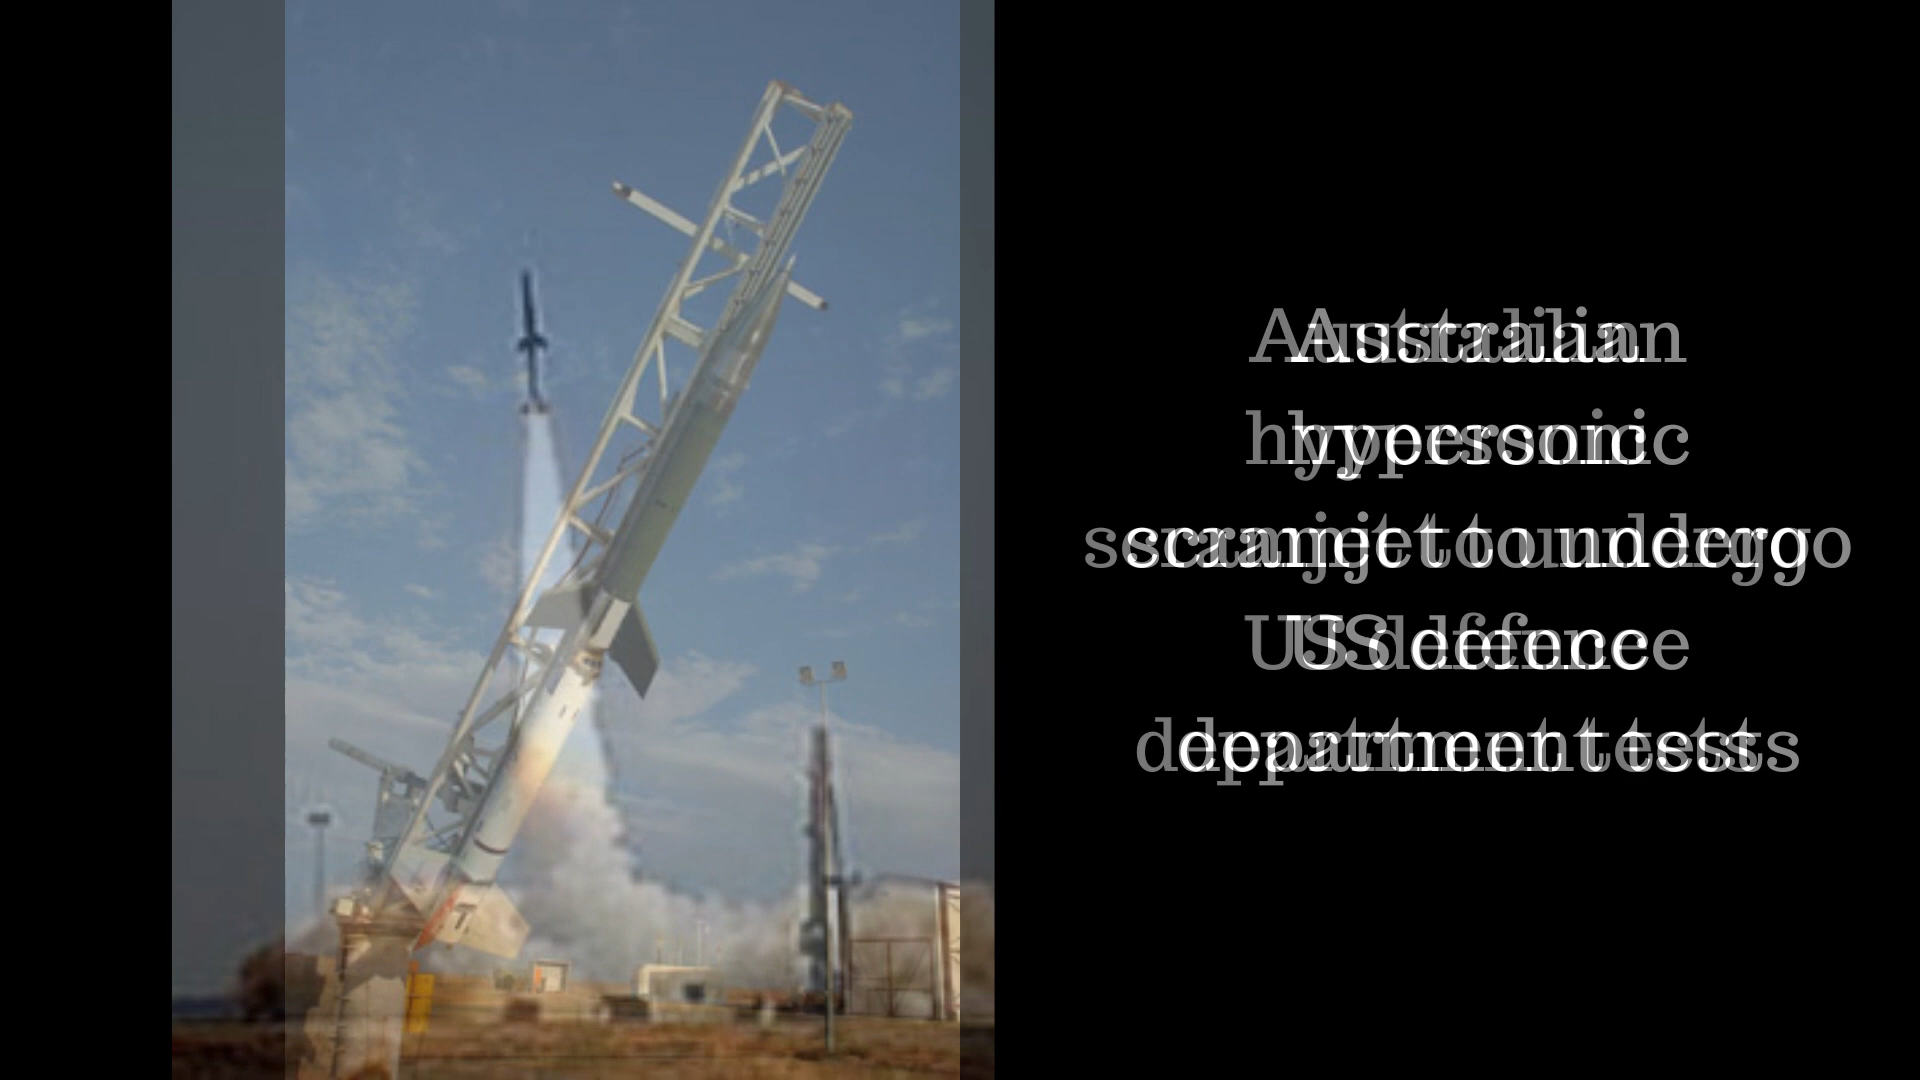 Australian
hypersonic
scramjet to undergo
US defence
department tests